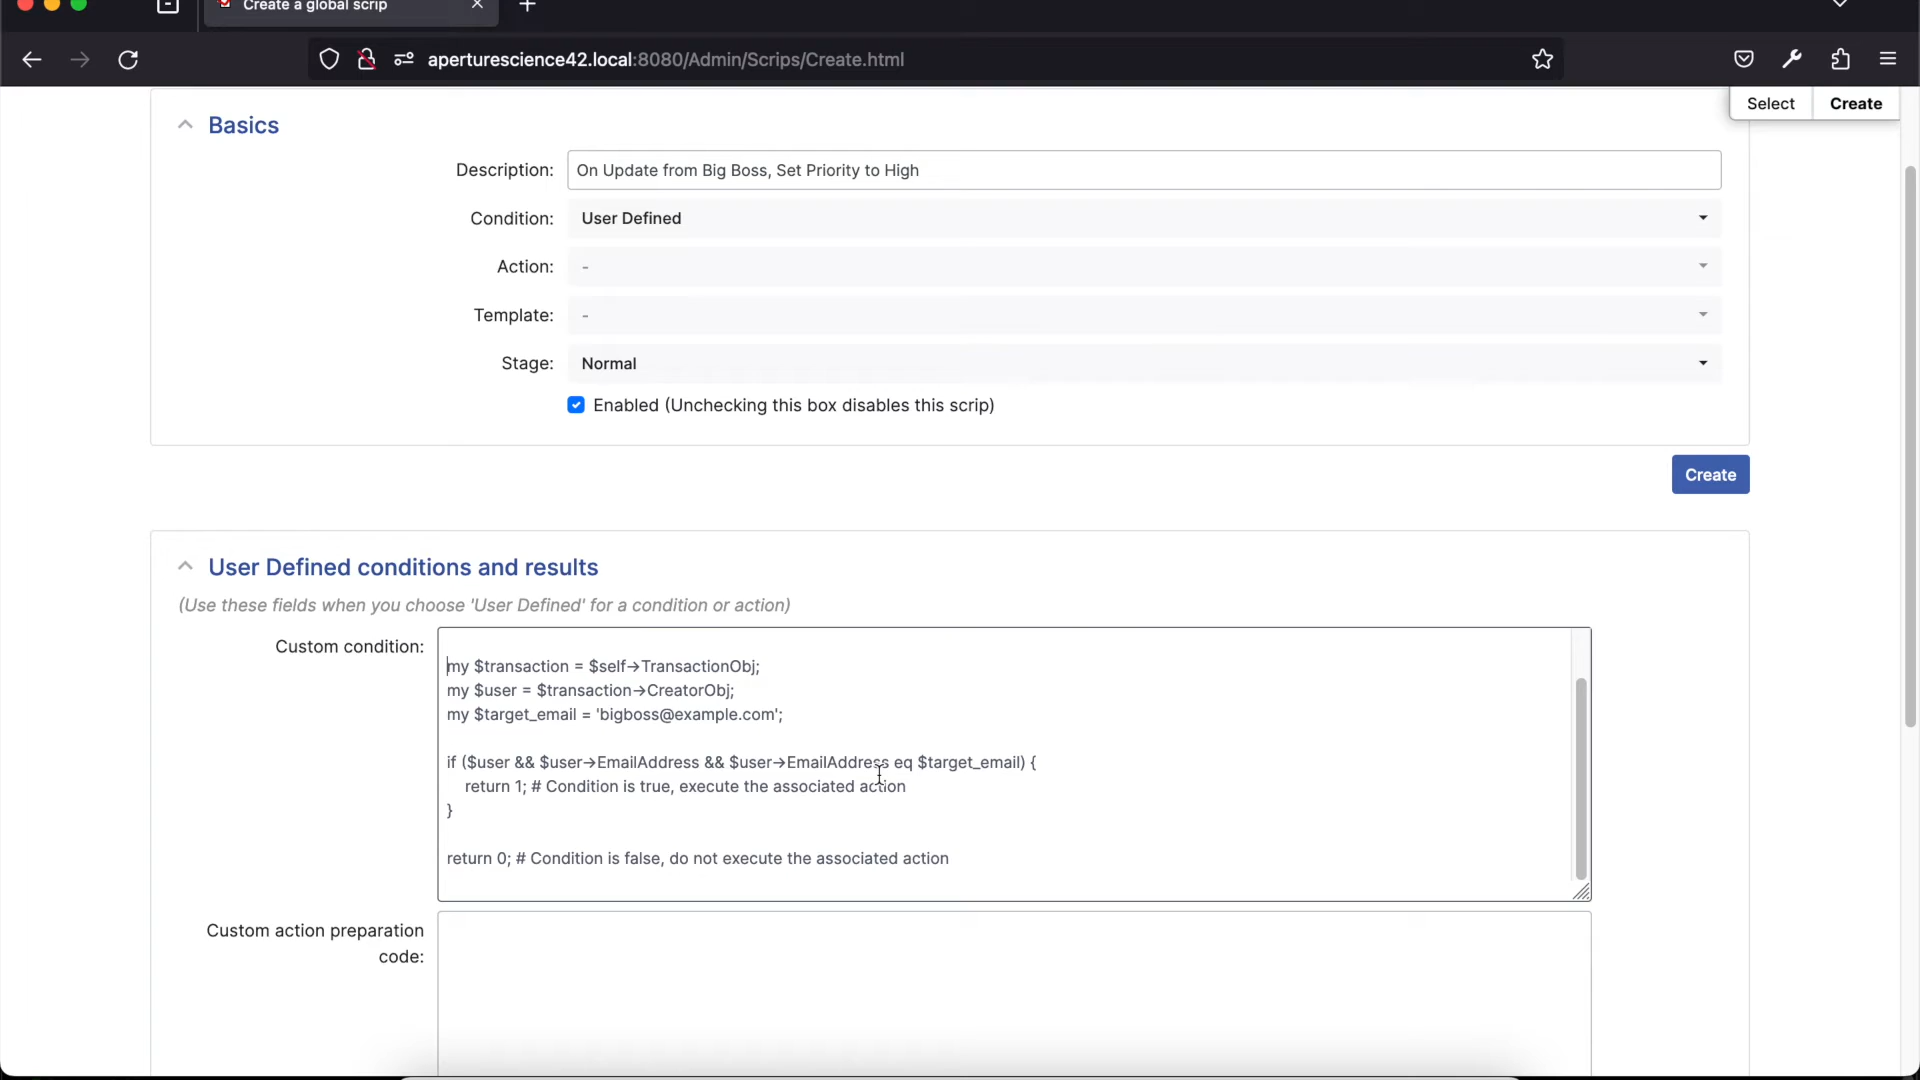 Create a global scrip
aperturescience42.local:8080/Admin/Scrips/Create.html
Select
Create
Basics
Description:
On Update from Big Boss, Set Priority to High
Condition:
User Defined
Action:
-
Template:
-
Stage:
Normal
Enabled (Unchecking this box disables this scrip)
Create
User Defined conditions and results
(Use these fields when you choose 'User Defined' for a condition or action)
Custom condition:
my $transaction = $self->TransactionObj;
my $user = $transaction->CreatorObj;
my $target_email = 'bigboss@example.com';
if ($user && $user->EmailAddress && $user->EmailAddress eq $target_email) {
return 1; # Condition is true, execute the associated action
}
return 0; # Condition is false, do not execute the associated action
Custom action preparation
code: